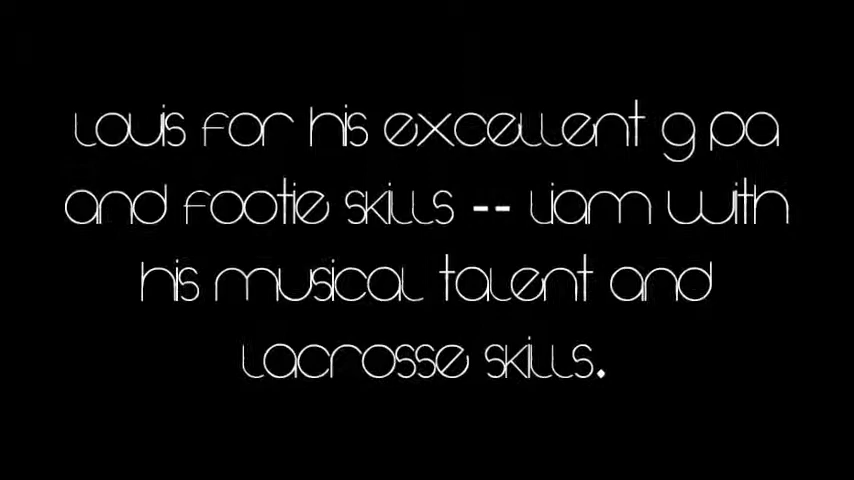 Louis for his excellent g pa
and footie skills -- Liam with
his musical talent and
lacrosse skills.